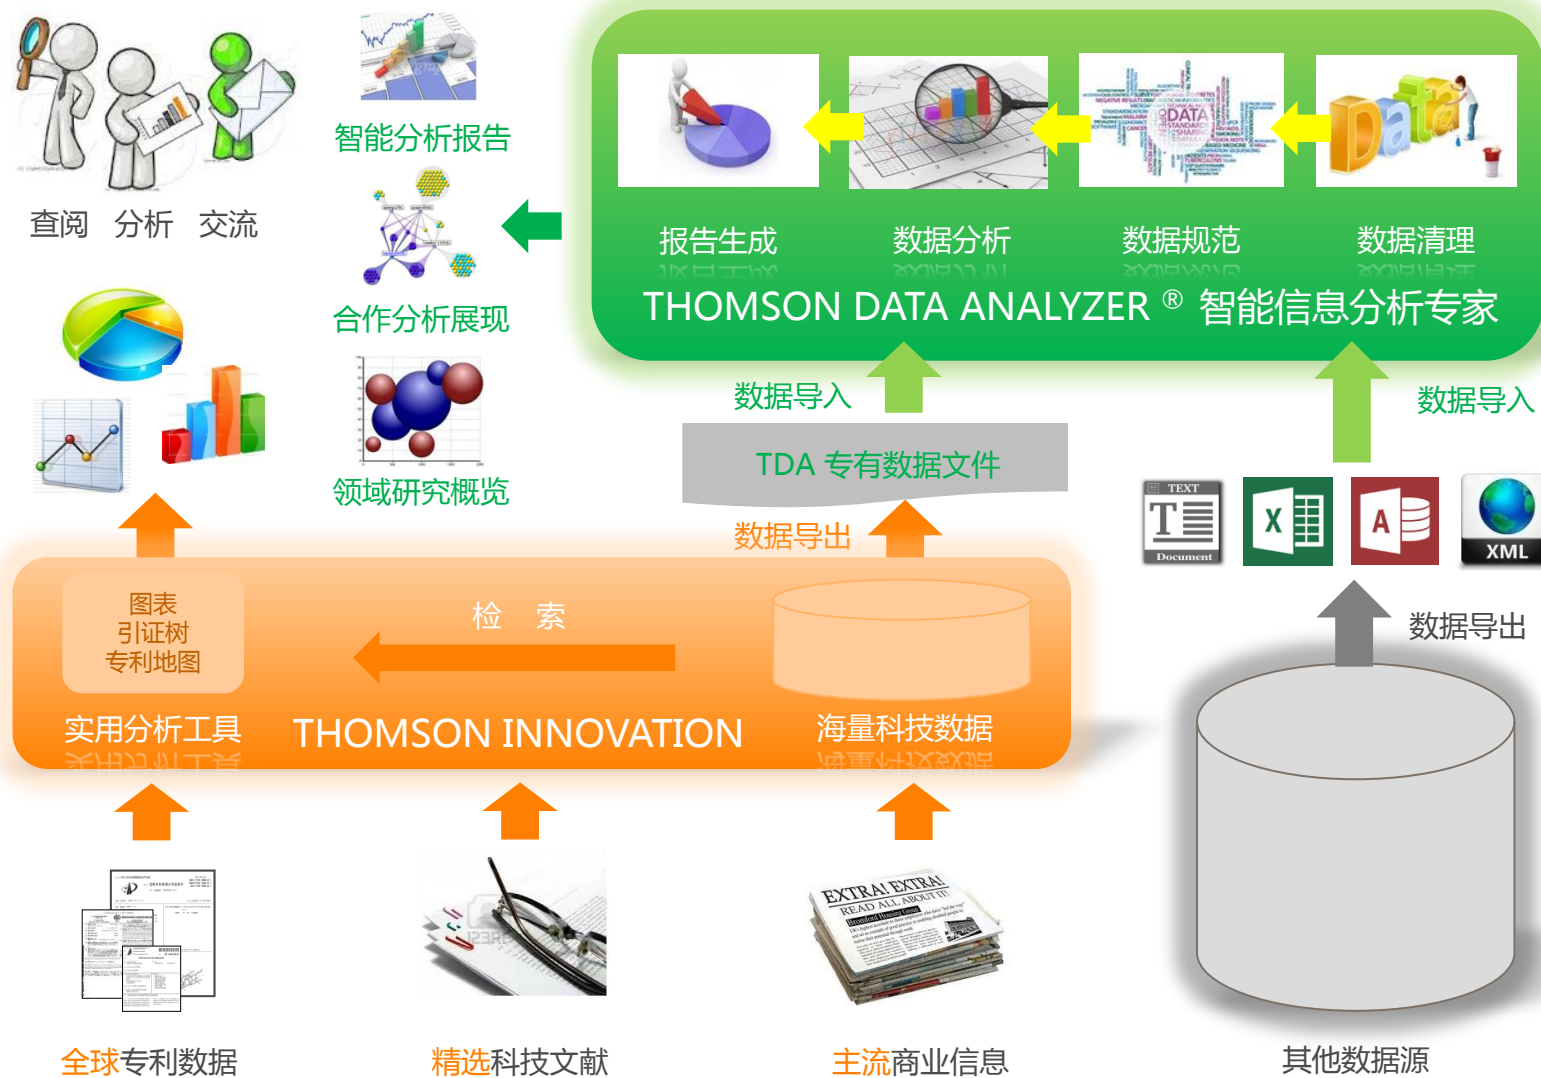 查阅 分析 交流
智能分析报告
合作分析展现
领域研究概览
报告生成
数据分析
数据规范
DATA
STANDARDS
SHARING
数据清理
Data
THOMSON DATA ANALYZER ® 智能信息分析专家
数据导入
数据导入
TDA 专有数据文件
数据导出
TEXT
T
Document
X
A
XML
数据导出
图表
引证树
专利地图
检 索
实用分析工具
THOMSON INNOVATION
海量科技数据
EXTRA! EXTRA!
READ ALL ABOUT IT!
Bromford Housing Group
全球专利数据
精选科技文献
主流商业信息
其他数据源